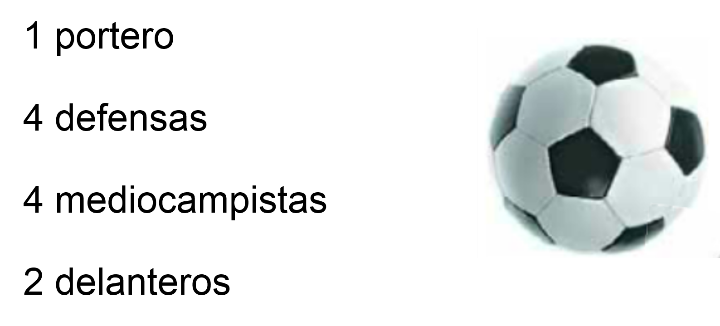 1 portero
4 defensas
4 mediocampistas
2 delanteros